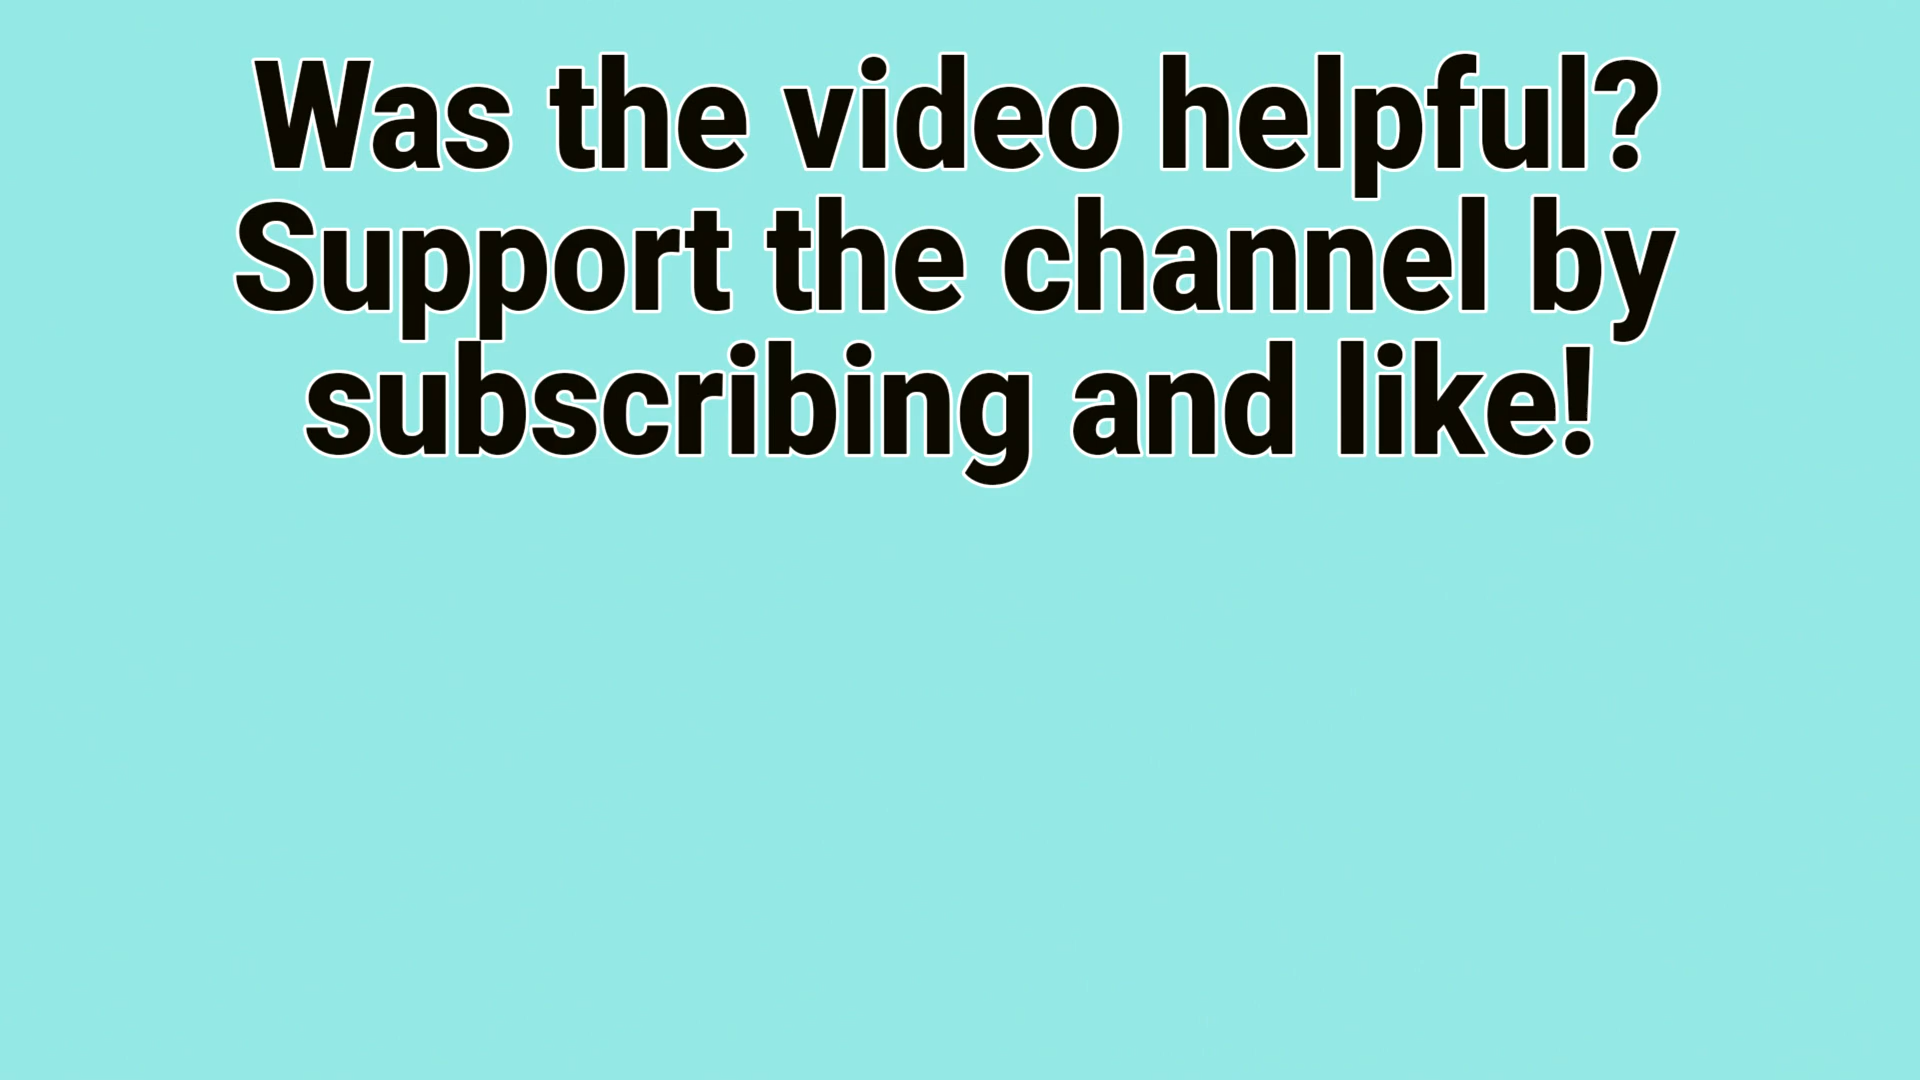 Was the video helpful?
Support the channel by
subscribing and like!